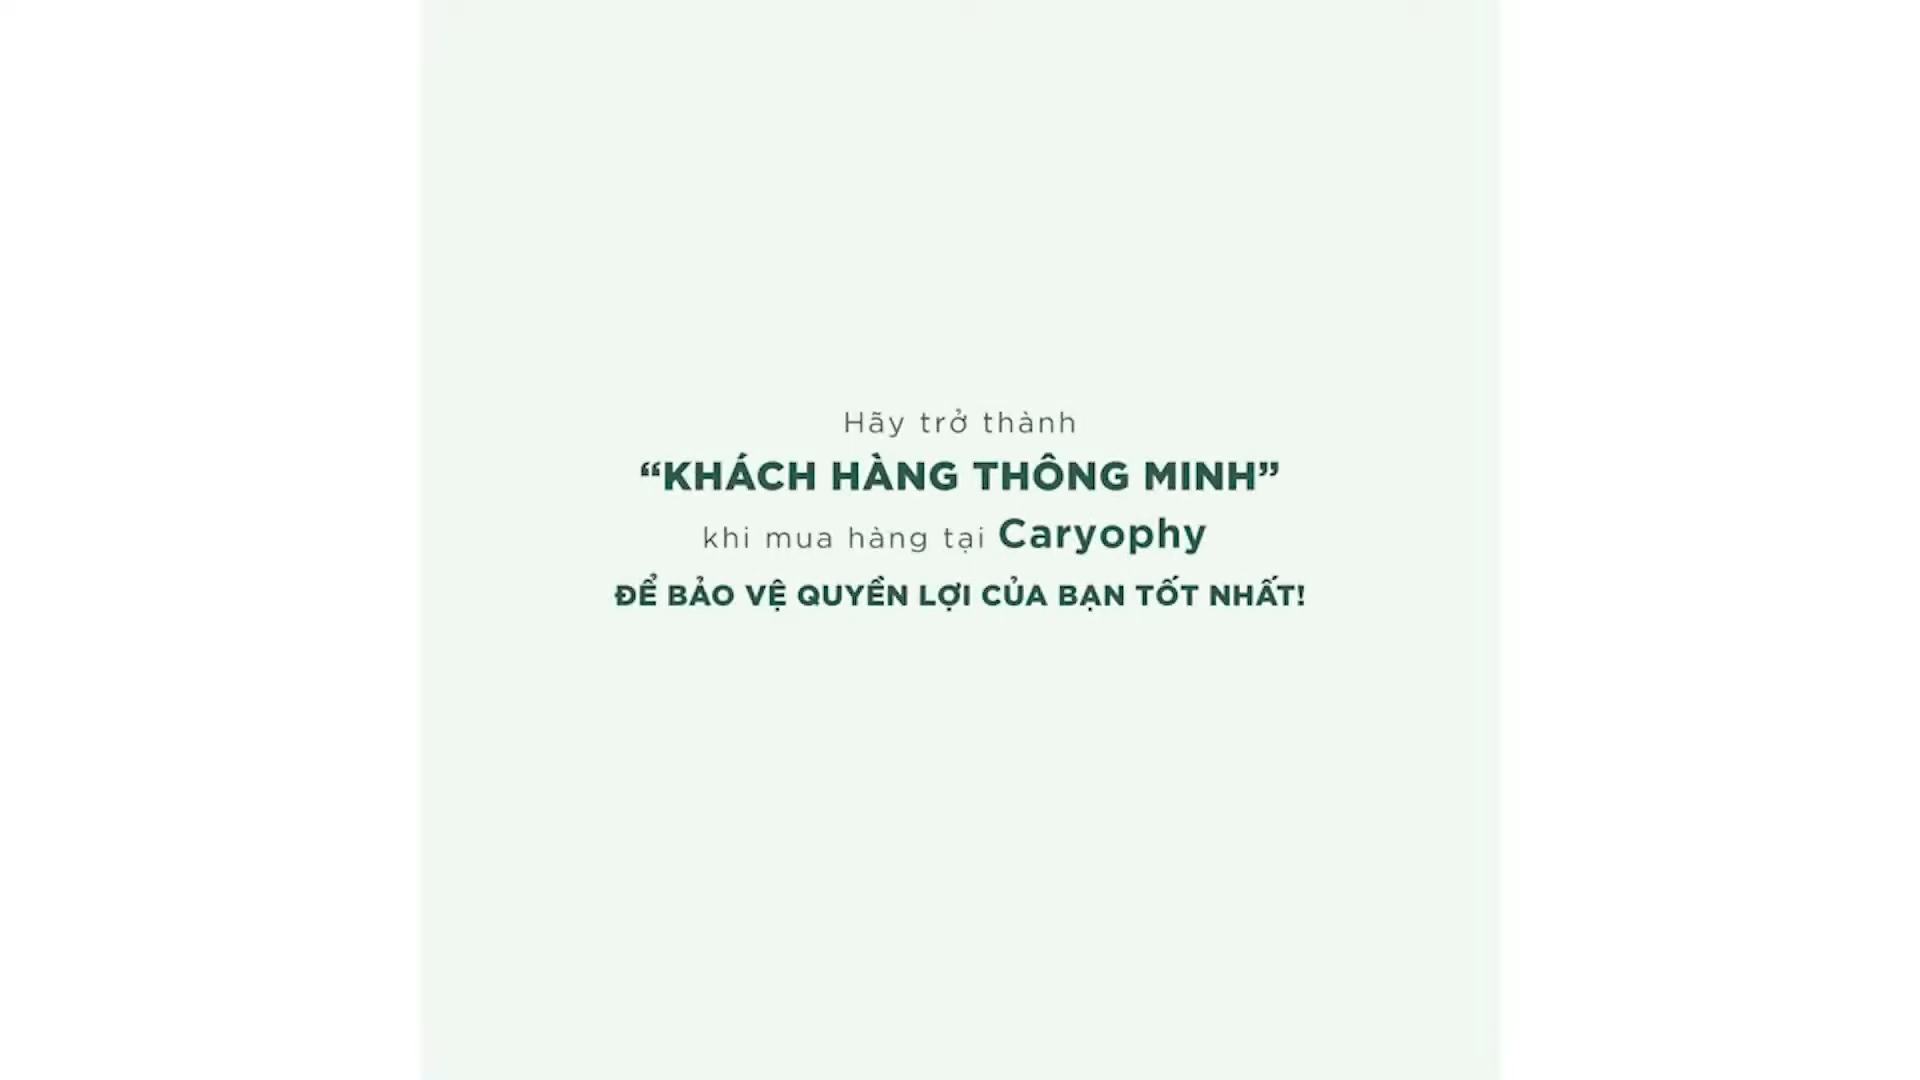 Hãy trở thành
“KHÁCH HÀNG THÔNG MINH”
khi mua hàng tại Caryophy
ĐỂ BẢO VỆ QUYỀN LỢI CỦA BẠN TỐT NHẤT!